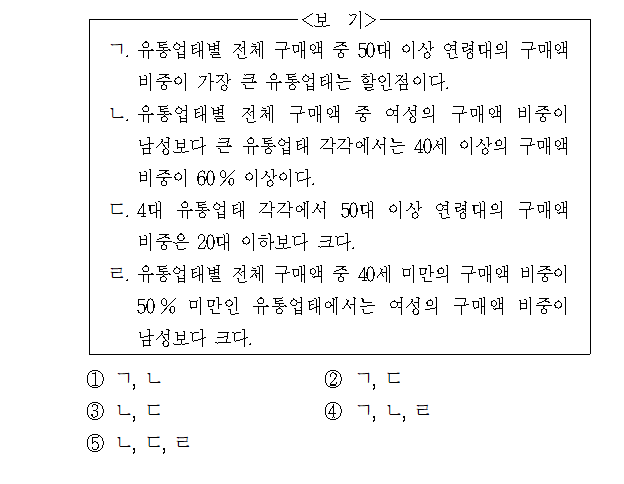 <보 기>
ㄱ. 유통업태별 전체 구매액 중 50대 이상 연령대의 구매액
비중이 가장 큰 유통업태는 할인점이다.
ㄴ. 유통업태별 전체 구매액 중 여성의 구매액 비중이
남성보다 큰 유통업태 각각에서는 40세 이상의 구매액
비중이 60% 이상이다.
ㄷ. 4대 유통업태 각각에서 50대 이상 연령대의 구매액
비중은 20대 이하보다 크다.
ㄹ. 유통업태별 전체 구매액 중 40세 미만의 구매액 비중이
50% 미만인 유통업태에서는 여성의 구매액 비중이
남성보다 크다.
① ㄱ, ㄴ ② ㄱ, ㄷ
③ ㄴ, ㄷ ④ ㄱ, ㄴ, ㄹ
⑤ ㄴ, ㄷ, ㄹ